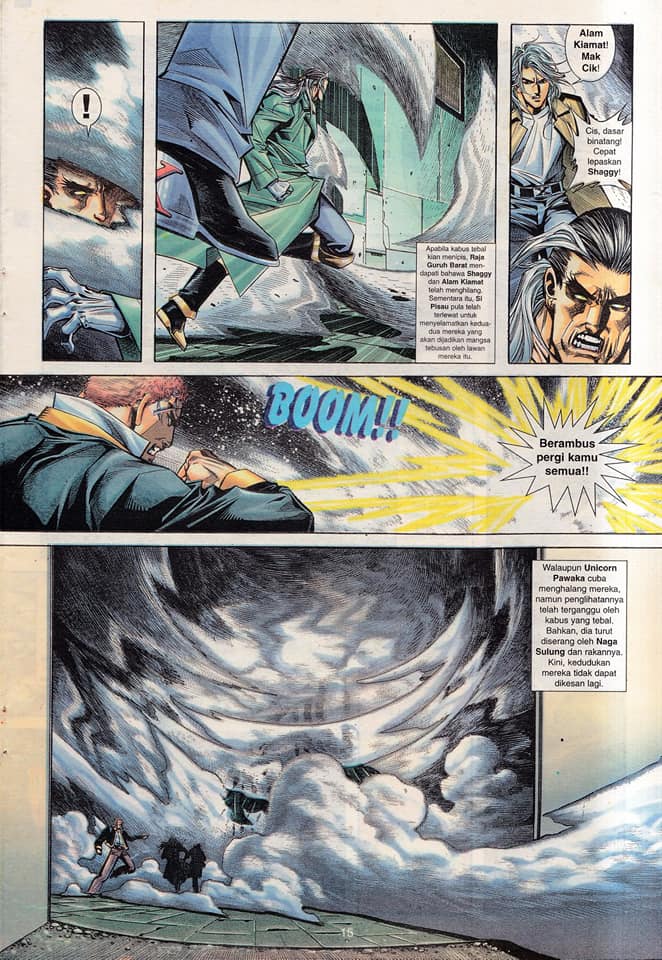 !
Apabila kabus tebal
kian menipis, Raja
Guruh Barat men-
dapati bahawa Shaggy
dan Alam Kiamat
telah menghilang.
Sementara itu, Si
Pisau pula telah
terlewat untuk
menyelamatkan kedua-
dua mereka yang
akan dijadikan mangsa
tebusan oleh lawan
mereka itu.
Alam
Kiamat!
Mak
Cik!
Cis, dasar
binatang!
Cepat
lepaskan
Shaggy!
BOOM!!
Berambus
pergi kamu
semua!!
Walaupun Unicorn
Pawaka cuba
menghalang mereka,
namun penglihatannya
telah terganggu oleh
kabus yang tebal.
Bahkan, dia turut
diserang oleh Naga
Sulung dan rakannya.
Kini, kedudukan
mereka tidak dapat
dikesan lagi.
15